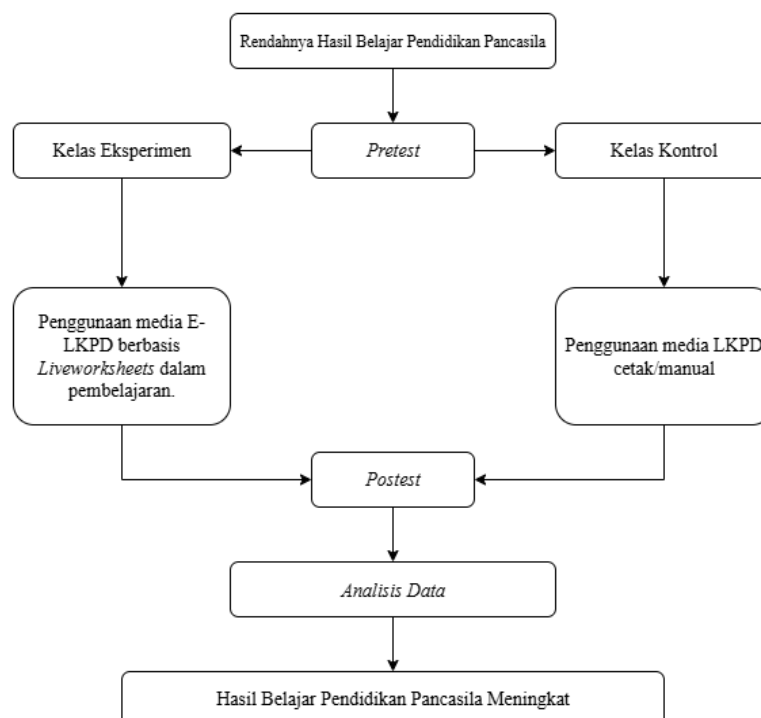 Rendahnya Hasil Belajar Pendidikan Pancasila
Kelas Eksperimen
Pretest
Kelas Kontrol
Penggunaan media E-
LKPD berbasis
Liveworksheets dalam
pembelajaran.
Penggunaan media LKPD
cetak/manual
Postest
Analisis Data
Hasil Belajar Pendidikan Pancasila Meningkat